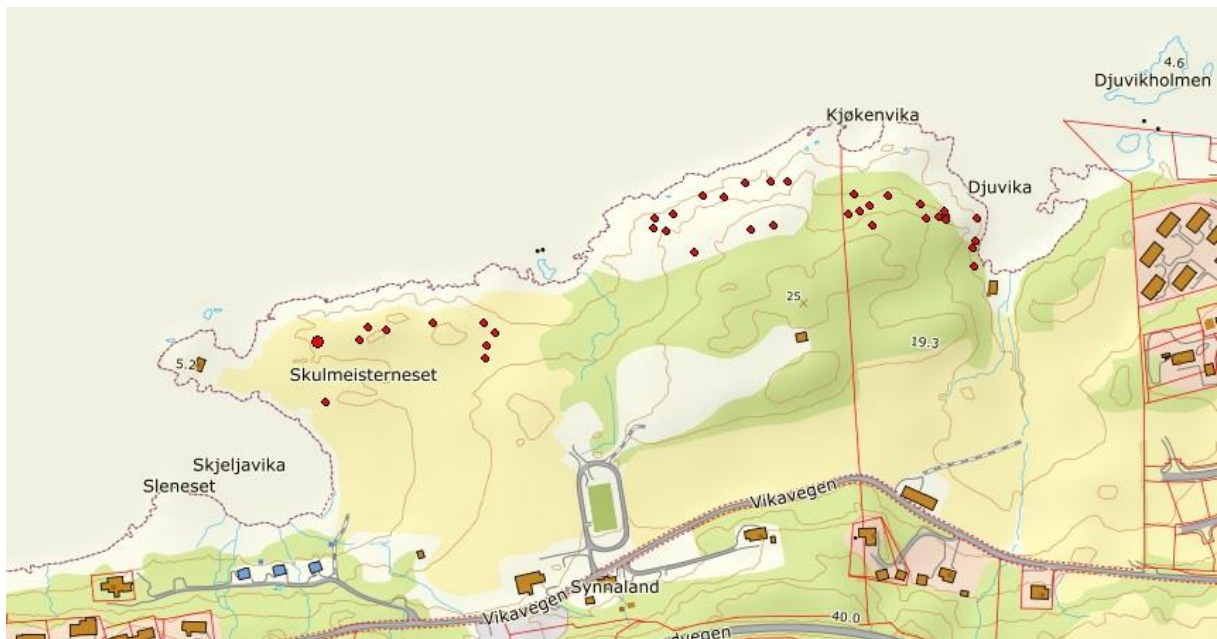 4.6
Djuvikholmen
Kjøkenvika
Djuvika
25
19.3
5.2
Skulmeisterneset
Skjeljavika
Sleneset
Vikavegen
Synnaland
Vikavegen
40.0